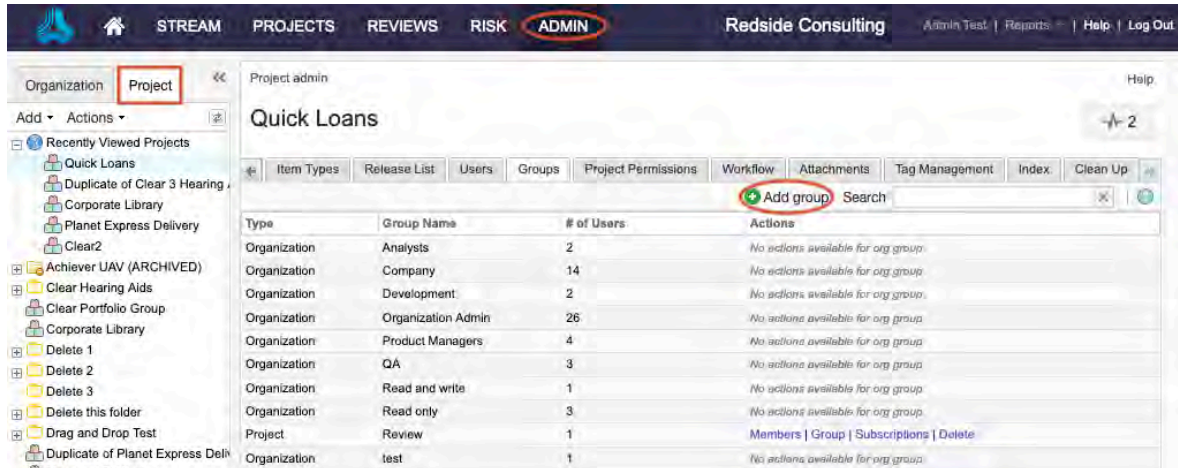 STREAM PROJECTS REVIEWS RISK ADMIN Redside Consulting Admin Test | Reports | Help | Log Out
Organization Project
Add Actions
Recently Viewed Projects
Quick Loans
Duplicate of Clear 3 Hearing
Corporate Library
Planet Express Delivery
Clear2
Achiever UAV (ARCHIVED)
Clear Hearing Aids
Clear Portfolio Group
Corporate Library
Delete 1
Delete 2
Delete 3
Delete this folder
Drag and Drop Test
Duplicate of Planet Express Deliv
Project admin Help
Quick Loans 2
Item Types Release List Users Groups Project Permissions Workflow Attachments Tag Management Index Clean Up
Add group Search
Type Group Name # of Users Actions
Organization Analysts 2 No actions available for org group.
Organization Company 14 No actions available for org group.
Organization Development 2 No actions available for org group.
Organization Organization Admin 26 No actions available for org group.
Organization Product Managers 4 No actions available for org group.
Organization QA 3 No actions available for org group.
Organization Read and write 1 No actions available for org group.
Organization Read only 3 No actions available for org group.
Project Review 1 Members | Group | Subscriptions | Delete
Organization test 1 No actions available for org group.